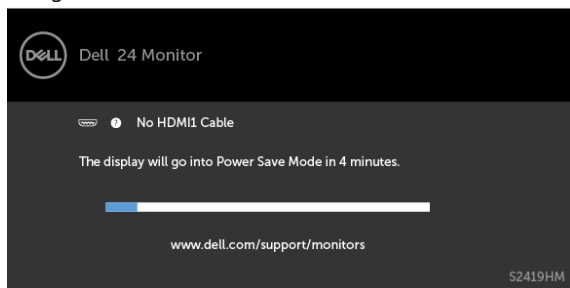 DELL
Dell 24 Monitor
? No HDMI1 Cable
The display will go into Power Save Mode in 4 minutes.
www.dell.com/support/monitors
S2419HM